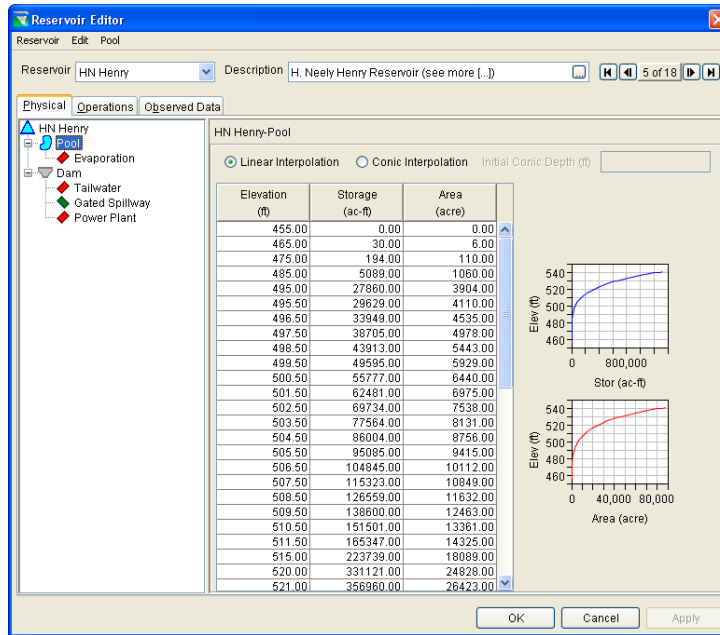 Reservoir Editor
Reservoir Edit Pool
Reservoir HN Henry Description H. Neely Henry Reservoir (see more [...]) ... 5 of 18
Physical Operations Observed Data
HN Henry
Pool
Evaporation
Dam
Tailwater
Gated Spillway
Power Plant
HN Henry-Pool
Linear Interpolation Conic Interpolation Initial Conic Depth (ft)
Elevation Storage Area
(ft) (ac-ft) (acre)
455.00 0.00 0.00
465.00 30.00 6.00
475.00 194.00 110.00
485.00 5089.00 1060.00
495.00 27860.00 3904.00
495.50 29629.00 4110.00
496.50 33949.00 4535.00
497.50 38705.00 4978.00
498.50 43913.00 5443.00
499.50 49595.00 5929.00
500.50 55777.00 6440.00
501.50 62481.00 6975.00
502.50 69734.00 7538.00
503.50 77564.00 8131.00
504.50 86004.00 8756.00
505.50 95085.00 9415.00
506.50 104845.00 10112.00
507.50 115323.00 10849.00
508.50 126559.00 11632.00
509.50 138600.00 12463.00
510.50 151501.00 13361.00
511.50 165347.00 14325.00
515.00 223739.00 18089.00
520.00 331121.00 24828.00
521.00 356960.00 26423.00
Elev (ft)
540
520
500
480
460
0 800,000
Stor (ac-ft)
Elev (ft)
540
520
500
480
460
0 40,000 80,000
Area (acre)
OK Cancel Apply